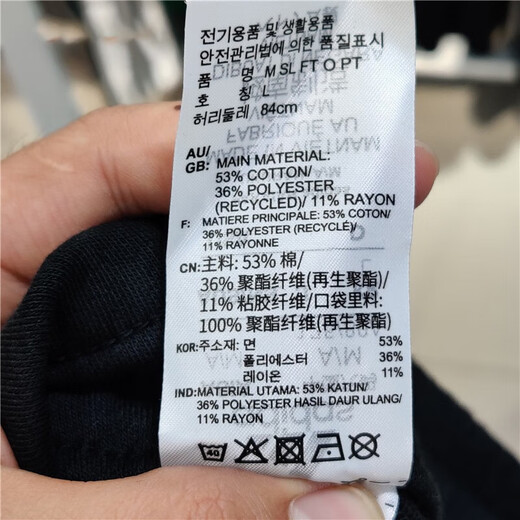 전기용품 및 생활용품
안전관리법에 의한 품질표시
품 명 M SL FT O PT
호 칭 L
허리둘레 84cm
AU/
GB: MAIN MATERIAL:
53% COTTON/
36% POLYESTER
(RECYCLED)/ 11% RAYON
F: MATIERE PRINCIPALE: 53% COTON/
36% POLYESTER (RECYCLÉ)/
11% RAYONNE
CN: 主料: 53% 棉/
36% 聚酯纤维(再生聚酯)/
11% 粘胶纤维/口袋里料:
100% 聚酯纤维(再生聚酯)
KOR: 주소재: 면 53%
폴리에스터 36%
레이온 11%
IND: MATERIAL UTAMA: 53% KATUN/
36% POLYESTER HASIL DAUR ULANG/
11% RAYON
40